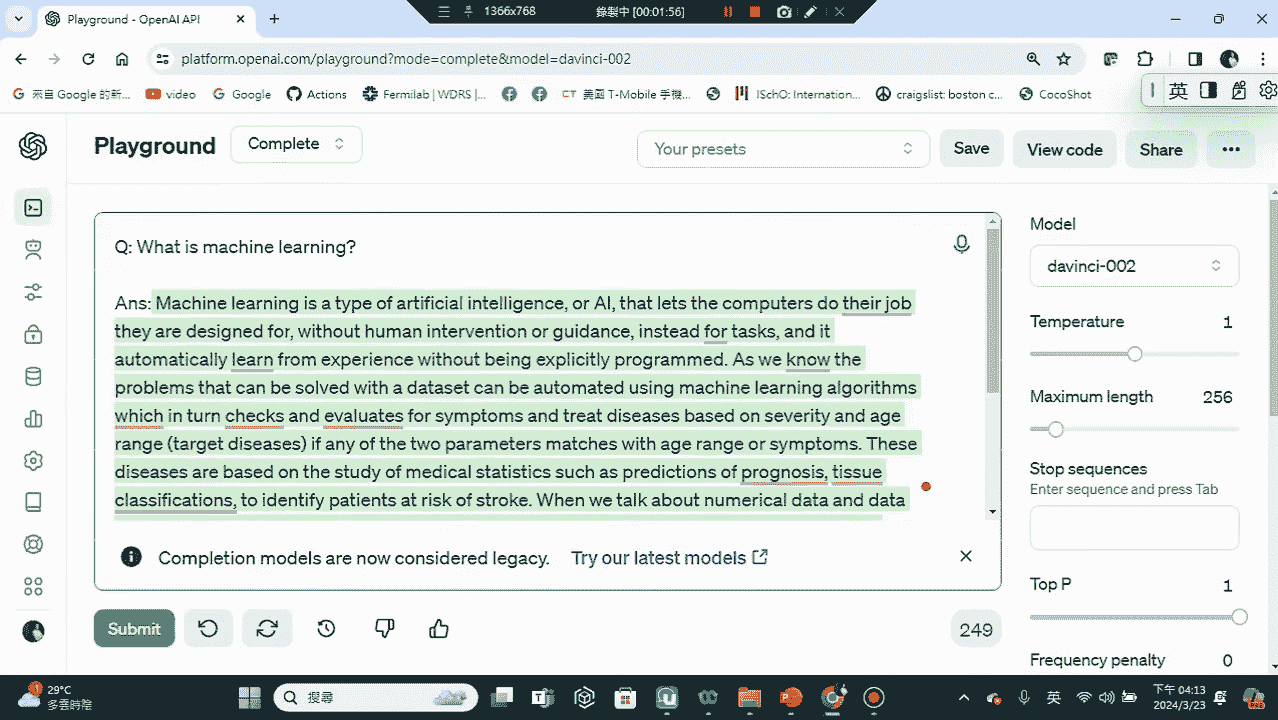 1366x768
錄製中 [00:01:56]
Playground - OpenAI API
platform.openai.com/playground?mode=complete&model=davinci-002
來自 Google 的新...
video
Google
Actions
Fermilab | WDRS |...
美國 T-Mobile 手機...
ISchO: Internation...
craigslist: boston c...
CocoShot
英
Playground
Complete
Your presets
Save
View code
Share
Q: What is machine learning?
Ans: Machine learning is a type of artificial intelligence, or AI, that lets the computers do their job
they are designed for, without human intervention or guidance, instead for tasks, and it
automatically learn from experience without being explicitly programmed. As we know the
problems that can be solved with a dataset can be automated using machine learning algorithms
which in turn checks and evaluates for symptoms and treat diseases based on severity and age
range (target diseases) if any of the two parameters matches with age range or symptoms. These
diseases are based on the study of medical statistics such as predictions of prognosis, tissue
classifications, to identify patients at risk of stroke. When we talk about numerical data and data
Completion models are now considered legacy. Try our latest models
Submit
249
Model
davinci-002
Temperature 1
Maximum length 256
Stop sequences
Enter sequence and press Tab
Top P 1
Frequency penalty 0
29°C
多雲時陰
搜尋
英
下午 04:13
2024/3/23